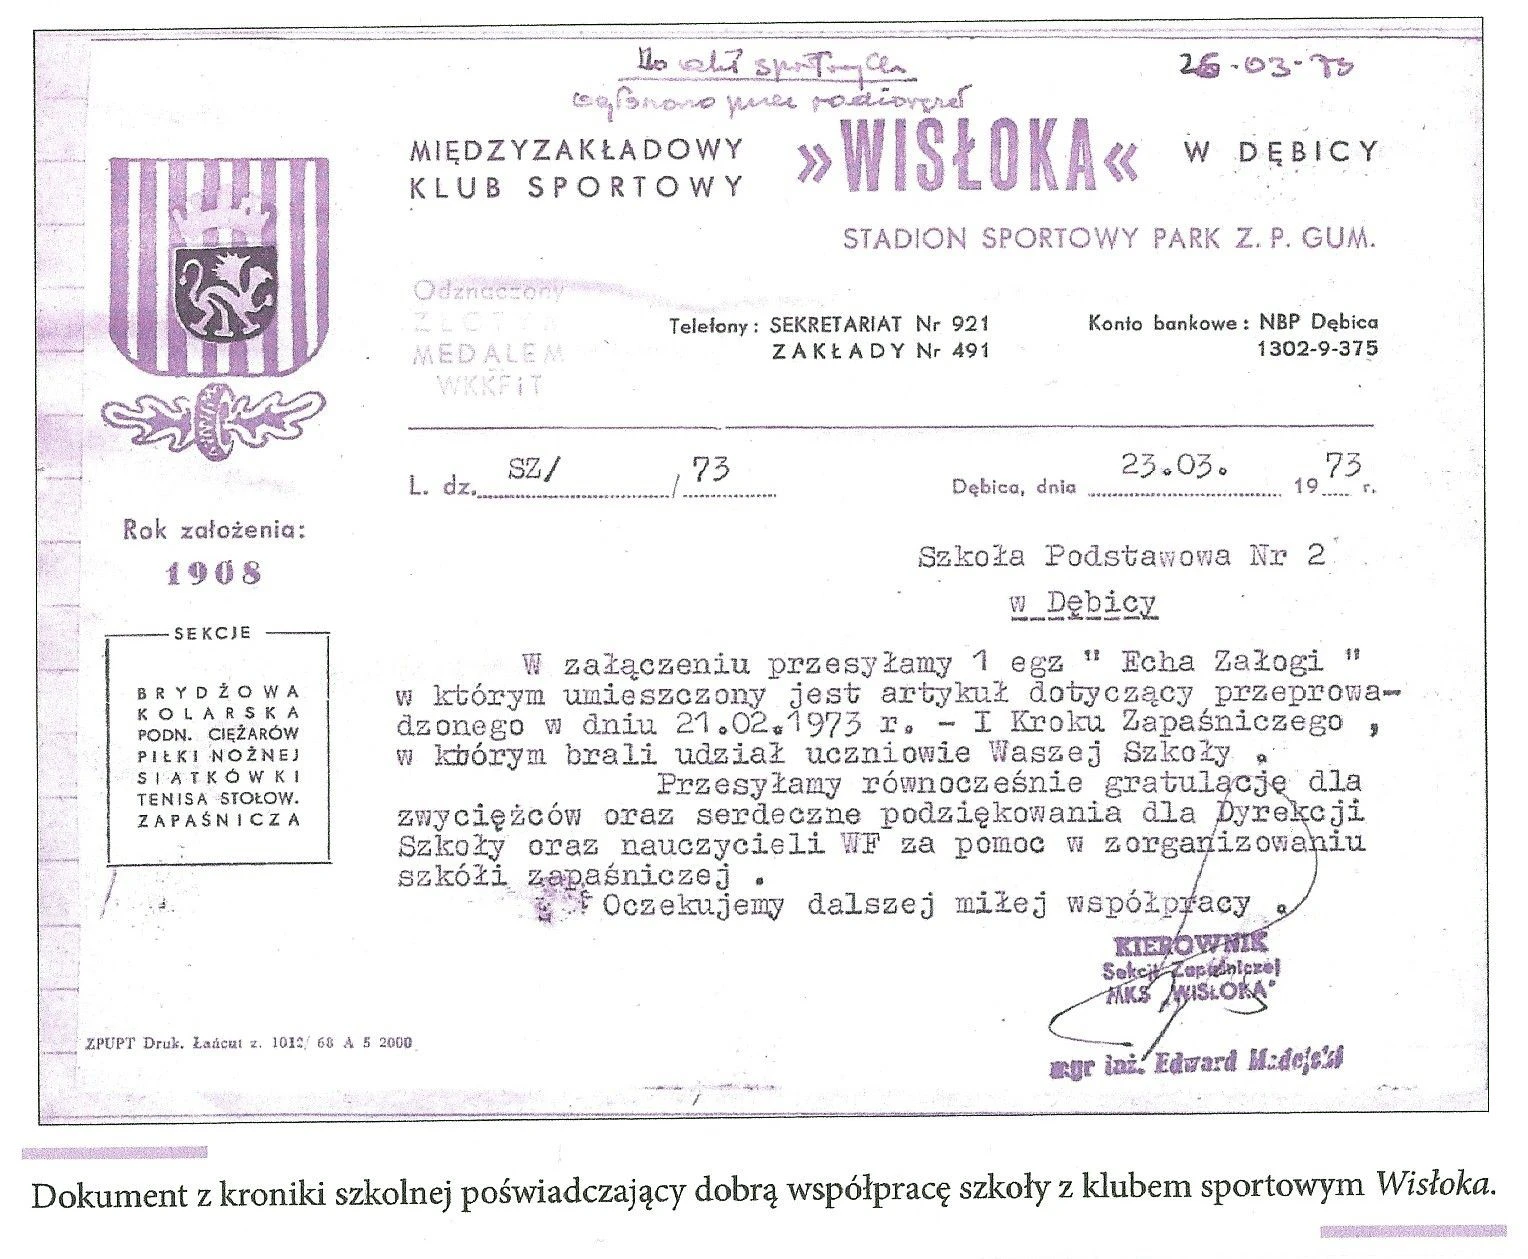 26-03-73
ogłoszono przez radiowęzeł
MIĘDZYZAKŁADOWY
KLUB SPORTOWY
»WISŁOKA«
W DĘBICY
STADION SPORTOWY PARK Z. P. GUM.
Odznaczony
ZŁOTYM
MEDALEM
WKKFiT
Telefony: SEKRETARIAT Nr 921
ZAKŁADY Nr 491
Konto bankowe: NBP Dębica
1302-9-375
L. dz. SZ/ / 73
Dębica, dnia 23.03. 1973 r.
Rok założenia:
1908
SEKCJE
BRYDŻOWA
KOLARSKA
PODN. CIĘŻARÓW
PIŁKI NOŻNEJ
SIATKÓWKI
TENISA STOŁOW.
ZAPAŚNICZA
Szkoła Podstawowa Nr 2
w Dębicy
W załączeniu przesyłamy 1 egz " Echa Załogi "
w którym umieszczony jest artykuł dotyczący przeprowa-
dzonego w dniu 21.02.1973 r. - I Kroku Zapaśniczego ,
w którym brali udział uczniowie Waszej Szkoły .
Przesyłamy równocześnie gratulację dla
zwycięźców oraz serdeczne podziękowania dla Dyrekcji
Szkoły oraz nauczycieli WF za pomoc w zorganizowaniu
szkółi zapaśniczej .
Oczekujemy dalszej miłej współpracy .
KIEROWNIK
Sekcji Zapaśniczej
MKS „WISŁOKA"
mgr inż. Edward
ZPUPT Druk. Łańcut z. 1012/68 A 5 2000
Dokument z kroniki szkolnej poświadczający dobrą współpracę szkoły z klubem sportowym Wisłoka.